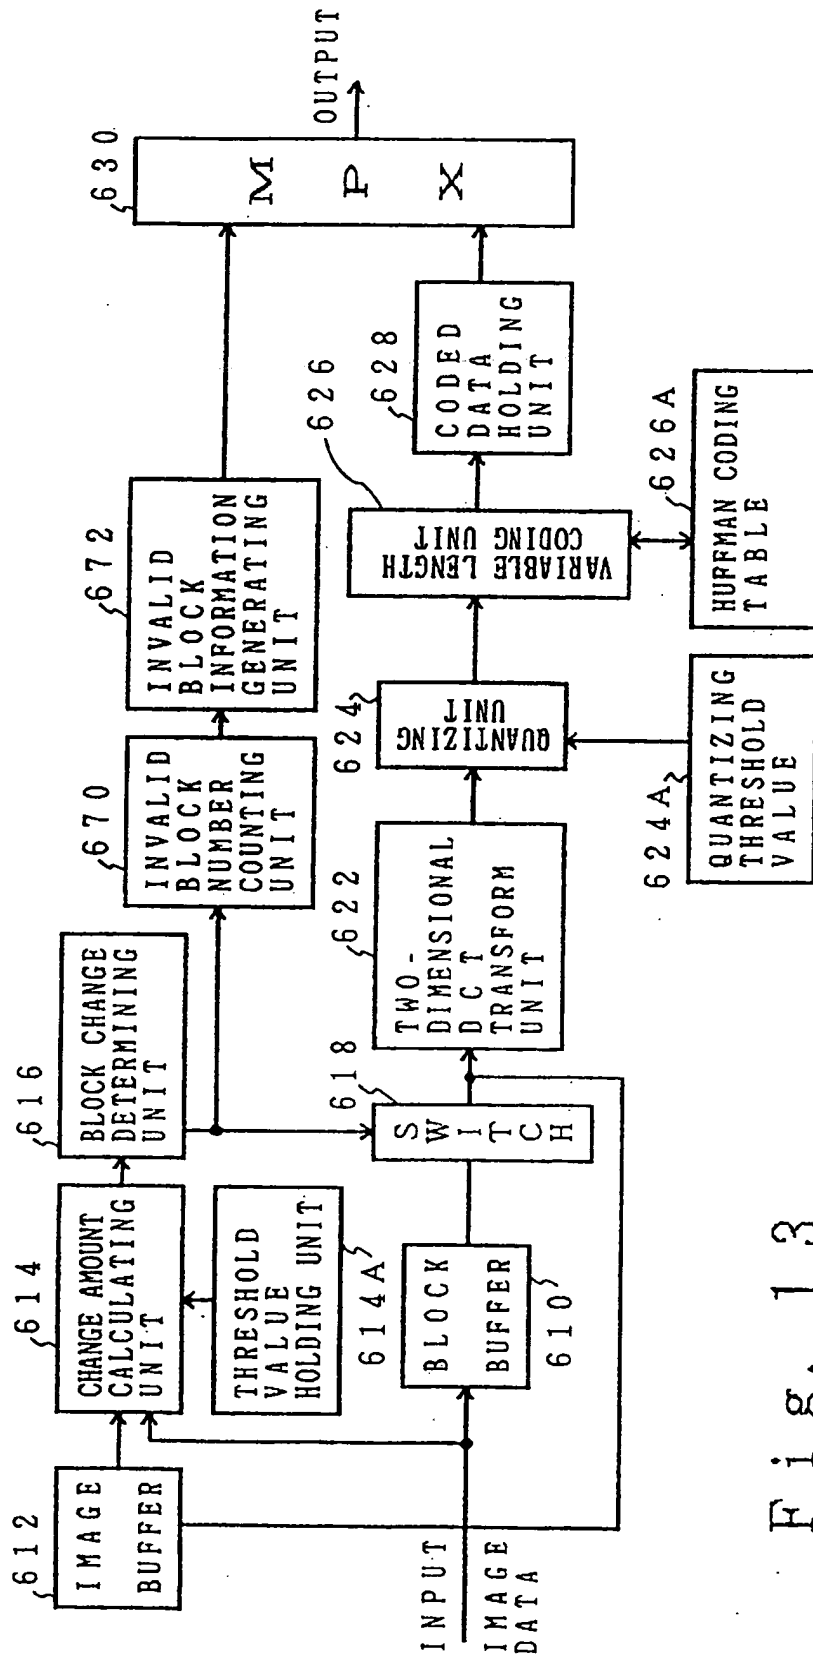 612
IMAGE
BUFFER
614
CHANGE AMOUNT
CALCULATING
UNIT
616
BLOCK CHANGE
DETERMINING
UNIT
670
INVALID
BLOCK
NUMBER
COUNTING
UNIT
672
INVALID
BLOCK
INFORMATION
GENERATING
UNIT
630
MPX
OUTPUT
THRESHOLD
VALUE
HOLDING UNIT
614A
INPUT
IMAGE
DATA
BLOCK
BUFFER
610
618
SWITCH
622
TWO-
DIMENSIONAL
DCT
TRANSFORM
UNIT
624
QUANTIZING
UNIT
626
VARIABLE LENGTH
CODING UNIT
628
CODED
DATA
HOLDING
UNIT
624A
QUANTIZING
THRESHOLD
VALUE
626A
HUFFMAN CODING
TABLE
Fig. 13